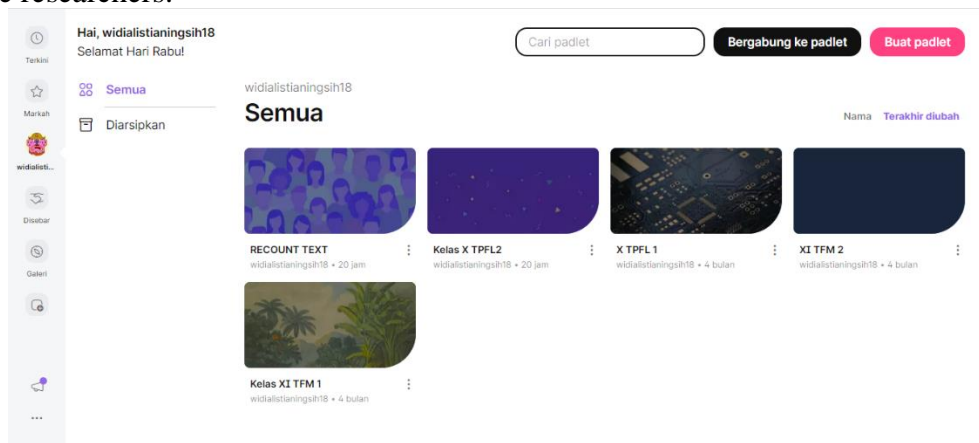 e researchers.
Hai, widialistianingsih18
Selamat Hari Rabu!
Cari padlet
Bergabung ke padlet
Buat padlet
Terkini
Markah
widialisti...
Disebar
Galeri
Semua
Diarsipkan
widialistianingsih18
Semua
Nama Terakhir diubah
RECOUNT TEXT
widialistianingsih18 • 20 jam
Kelas X TPFL2
widialistianingsih18 • 20 jam
X TPFL 1
widialistianingsih18 • 4 bulan
XI TFM 2
widialistianingsih18 • 4 bulan
Kelas XI TFM 1
widialistianingsih18 • 4 bulan